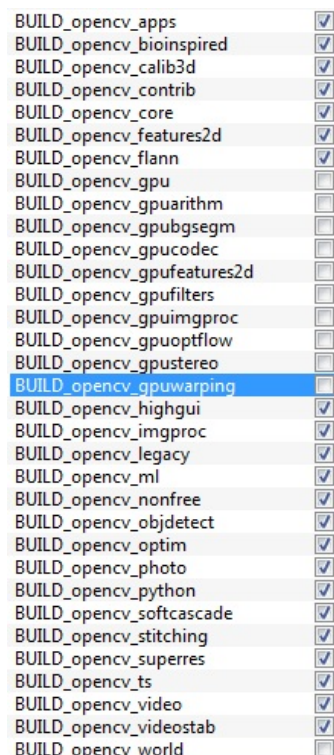 BUILD_opencv_apps
BUILD_opencv_bioinspired
BUILD_opencv_calib3d
BUILD_opencv_contrib
BUILD_opencv_core
BUILD_opencv_features2d
BUILD_opencv_flann
BUILD_opencv_gpu
BUILD_opencv_gpuarithm
BUILD_opencv_gpubgsegm
BUILD_opencv_gpucodec
BUILD_opencv_gpufeatures2d
BUILD_opencv_gpufilters
BUILD_opencv_gpuimgproc
BUILD_opencv_gpuoptflow
BUILD_opencv_gpustereo
BUILD_opencv_gpuwarping
BUILD_opencv_highgui
BUILD_opencv_imgproc
BUILD_opencv_legacy
BUILD_opencv_ml
BUILD_opencv_nonfree
BUILD_opencv_objdetect
BUILD_opencv_optim
BUILD_opencv_photo
BUILD_opencv_python
BUILD_opencv_softcascade
BUILD_opencv_stitching
BUILD_opencv_superres
BUILD_opencv_ts
BUILD_opencv_video
BUILD_opencv_videostab
BUILD_opencv_world